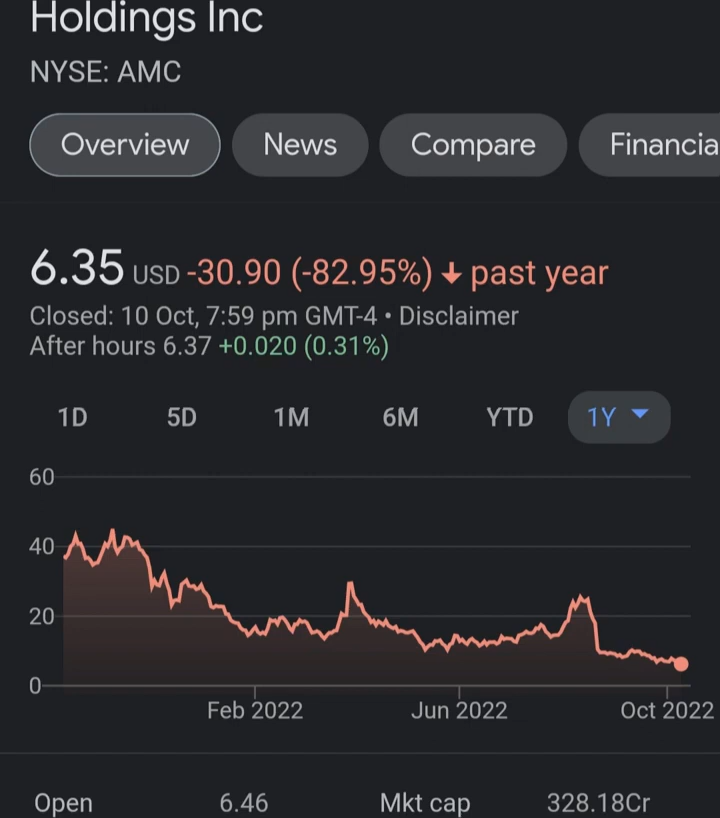 Holdings Inc
NYSE: AMC
Overview News Compare Financia
6.35 USD -30.90 (-82.95%) ↓ past year
Closed: 10 Oct, 7:59 pm GMT-4 • Disclaimer
After hours 6.37 +0.020 (0.31%)
1D 5D 1M 6M YTD 1Y
60
40
20
0
Feb 2022 Jun 2022 Oct 2022
Open 6.46 Mkt cap 328.18Cr